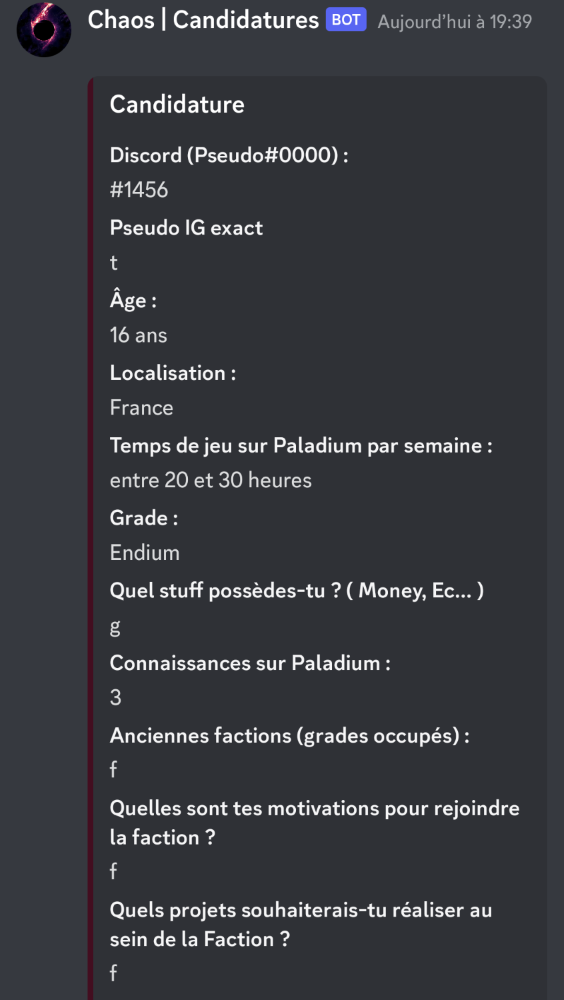 Chaos | Candidatures BOT Aujourd'hui à 19:39
Candidature
Discord (Pseudo#0000) :
#1456
Pseudo IG exact
t
Âge :
16 ans
Localisation :
France
Temps de jeu sur Paladium par semaine :
entre 20 et 30 heures
Grade :
Endium
Quel stuff possèdes-tu ? ( Money, Ec... )
g
Connaissances sur Paladium :
3
Anciennes factions (grades occupés) :
f
Quelles sont tes motivations pour rejoindre
la faction ?
f
Quels projets souhaiterais-tu réaliser au
sein de la Faction ?
f